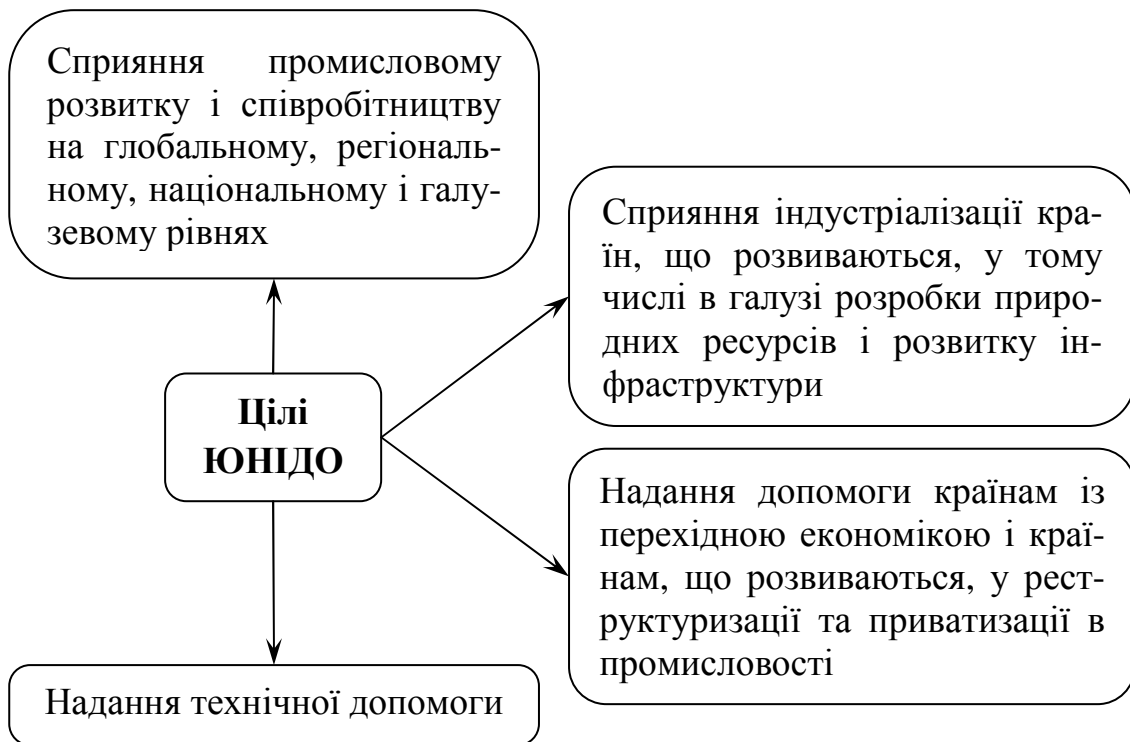 Сприяння промисловому
розвитку і співробітництву
на глобальному, регіональ-
ному, національному і галу-
зевому рівнях
Сприяння індустріалізації кра-
їн, що розвиваються, у тому
числі в галузі розробки приро-
дних ресурсів і розвитку ін-
фраструктури
Цілі
ЮНІДО
Надання допомоги країнам із
перехідною економікою і краї-
нам, що розвиваються, у рест-
руктуризації та приватизації в
промисловості
Надання технічної допомоги